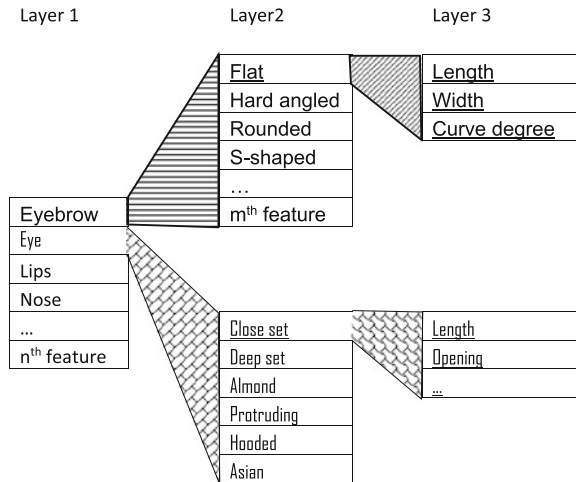 Layer 1
Layer2
Layer 3
Eyebrow
Eye
Lips
Nose
...
nth feature
Flat
Hard angled
Rounded
S-shaped
...
mth feature
Length
Width
Curve degree
Close set
Deep set
Almond
Protruding
Hooded
Asian
Length
Opening
...